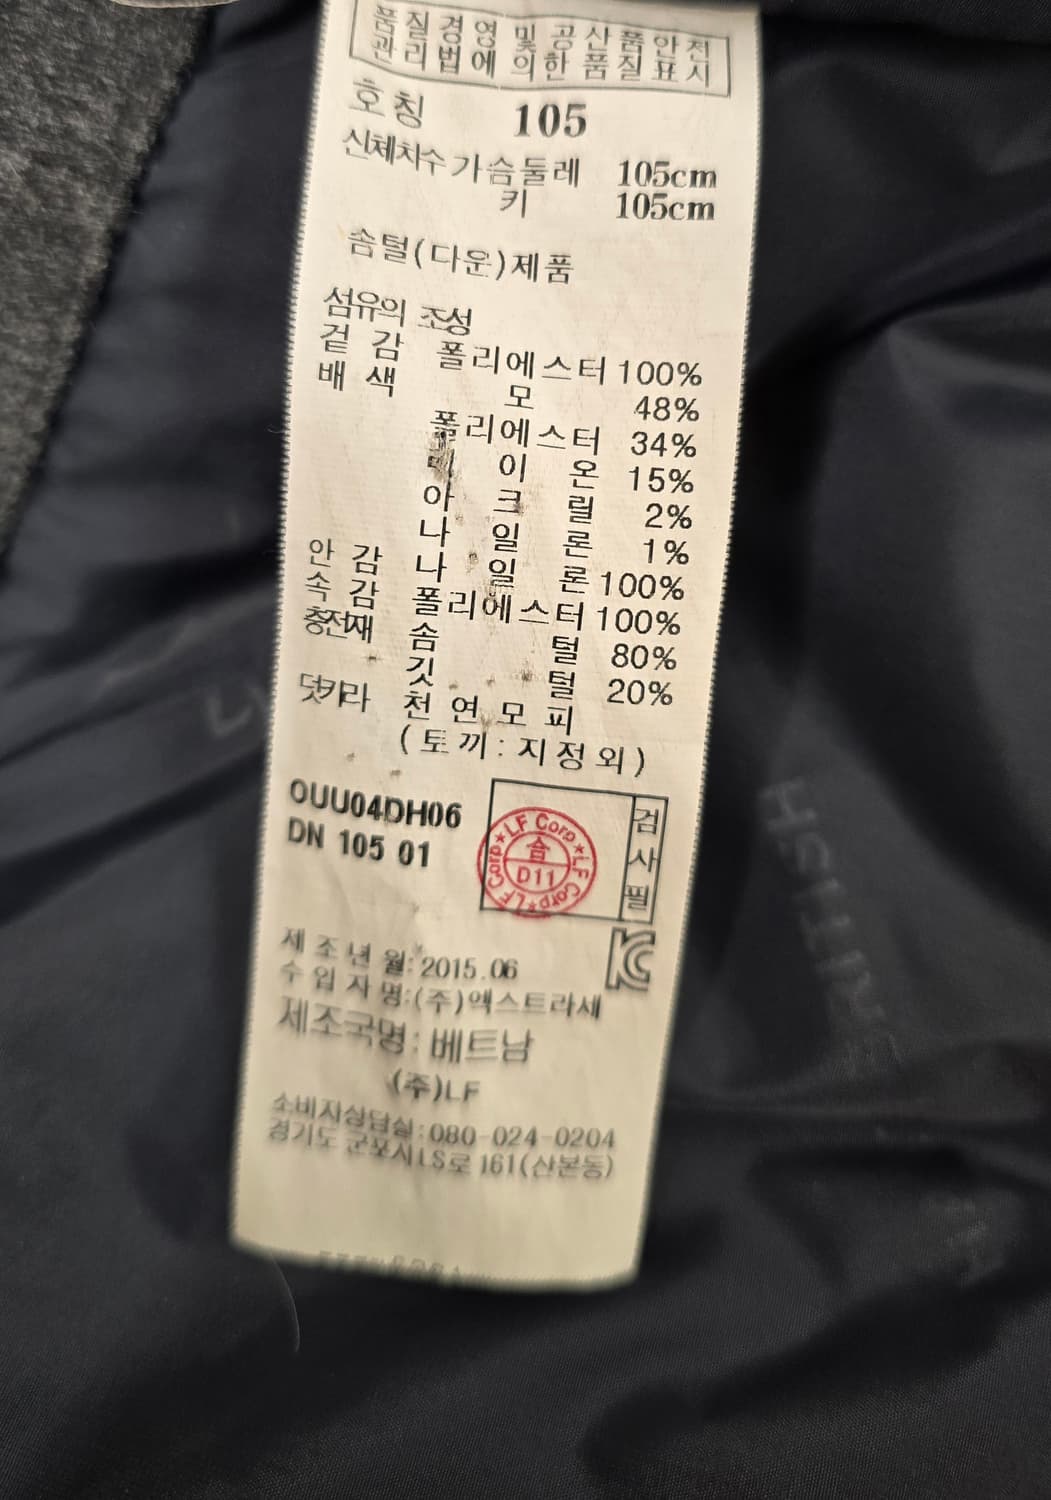 품질경영 및 공산품안전
관리법에 의한 품질표시
호칭 105
신체치수 가슴둘레 105cm
키 105cm
솜털(다운)제품
섬유의 조성
겉감 폴리에스터 100%
배색 모 48%
폴리에스터 34%
레이온 15%
아크릴 2%
나일론 1%
안감 나일론 100%
속감 폴리에스터 100%
충전재 솜털 80%
깃털 20%
덧카라 천연모피
(토끼:지정외)
OUU04DH06
DN 105 01
검사필
LF Corp★LF Corp★LF Corp★
合
D11
제조년월:2015.06
수입자명:(주)액스트라세
제조국명:베트남
(주)LF
소비자상담실:080-024-0204
경기도 군포시LS로 161(산본동)